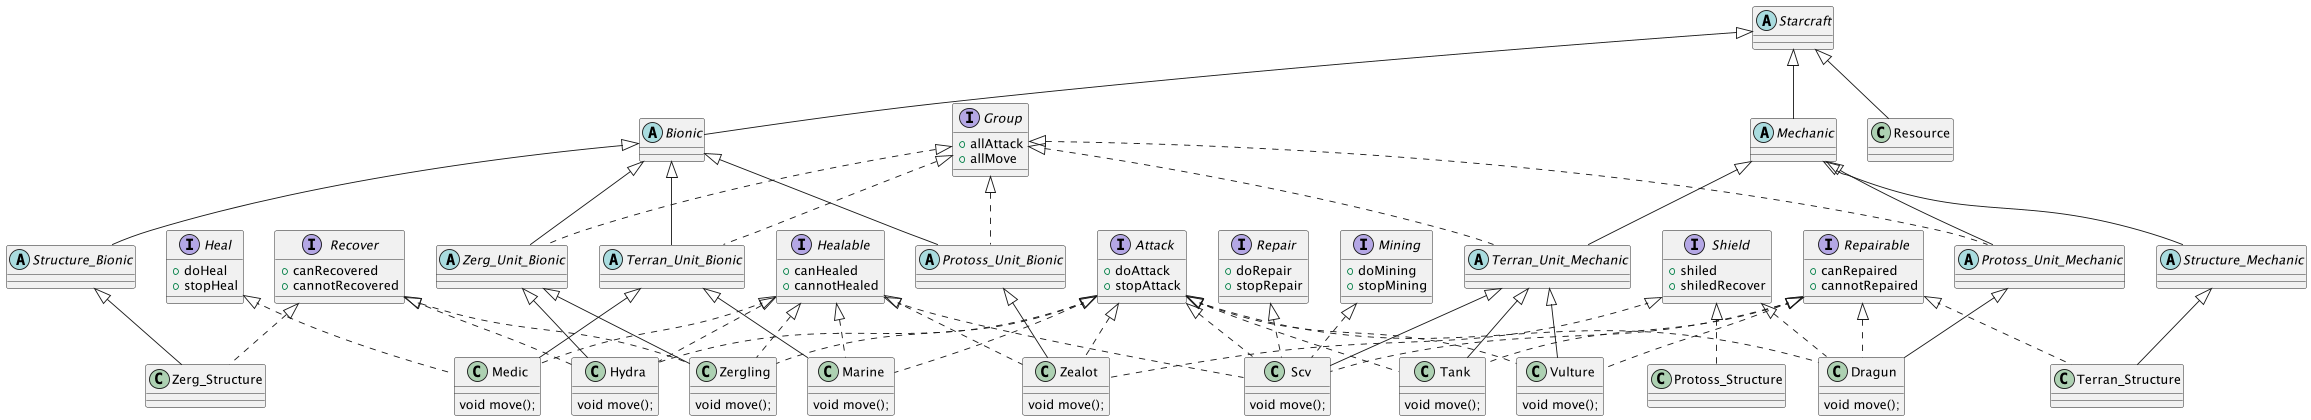 A Starcraft
I Group
allAttack
allMove
A Bionic
A Mechanic
C Resource
I Heal
doHeal
stopHeal
I Recover
canRecovered
cannotRecovered
I Healable
canHealed
cannotHealed
I Attack
doAttack
stopAttack
I Repair
doRepair
stopRepair
I Mining
doMining
stopMining
I Shield
shiled
shiledRecover
I Repairable
canRepaired
cannotRepaired
A Structure_Bionic
A Zerg_Unit_Bionic
A Terran_Unit_Bionic
A Protoss_Unit_Bionic
A Terran_Unit_Mechanic
A Protoss_Unit_Mechanic
A Structure_Mechanic
C Zerg_Structure
C Medic
void move();
C Hydra
void move();
C Zergling
void move();
C Marine
void move();
C Zealot
void move();
C Scv
void move();
C Tank
void move();
C Vulture
void move();
C Protoss_Structure
C Dragun
void move();
C Terran_Structure